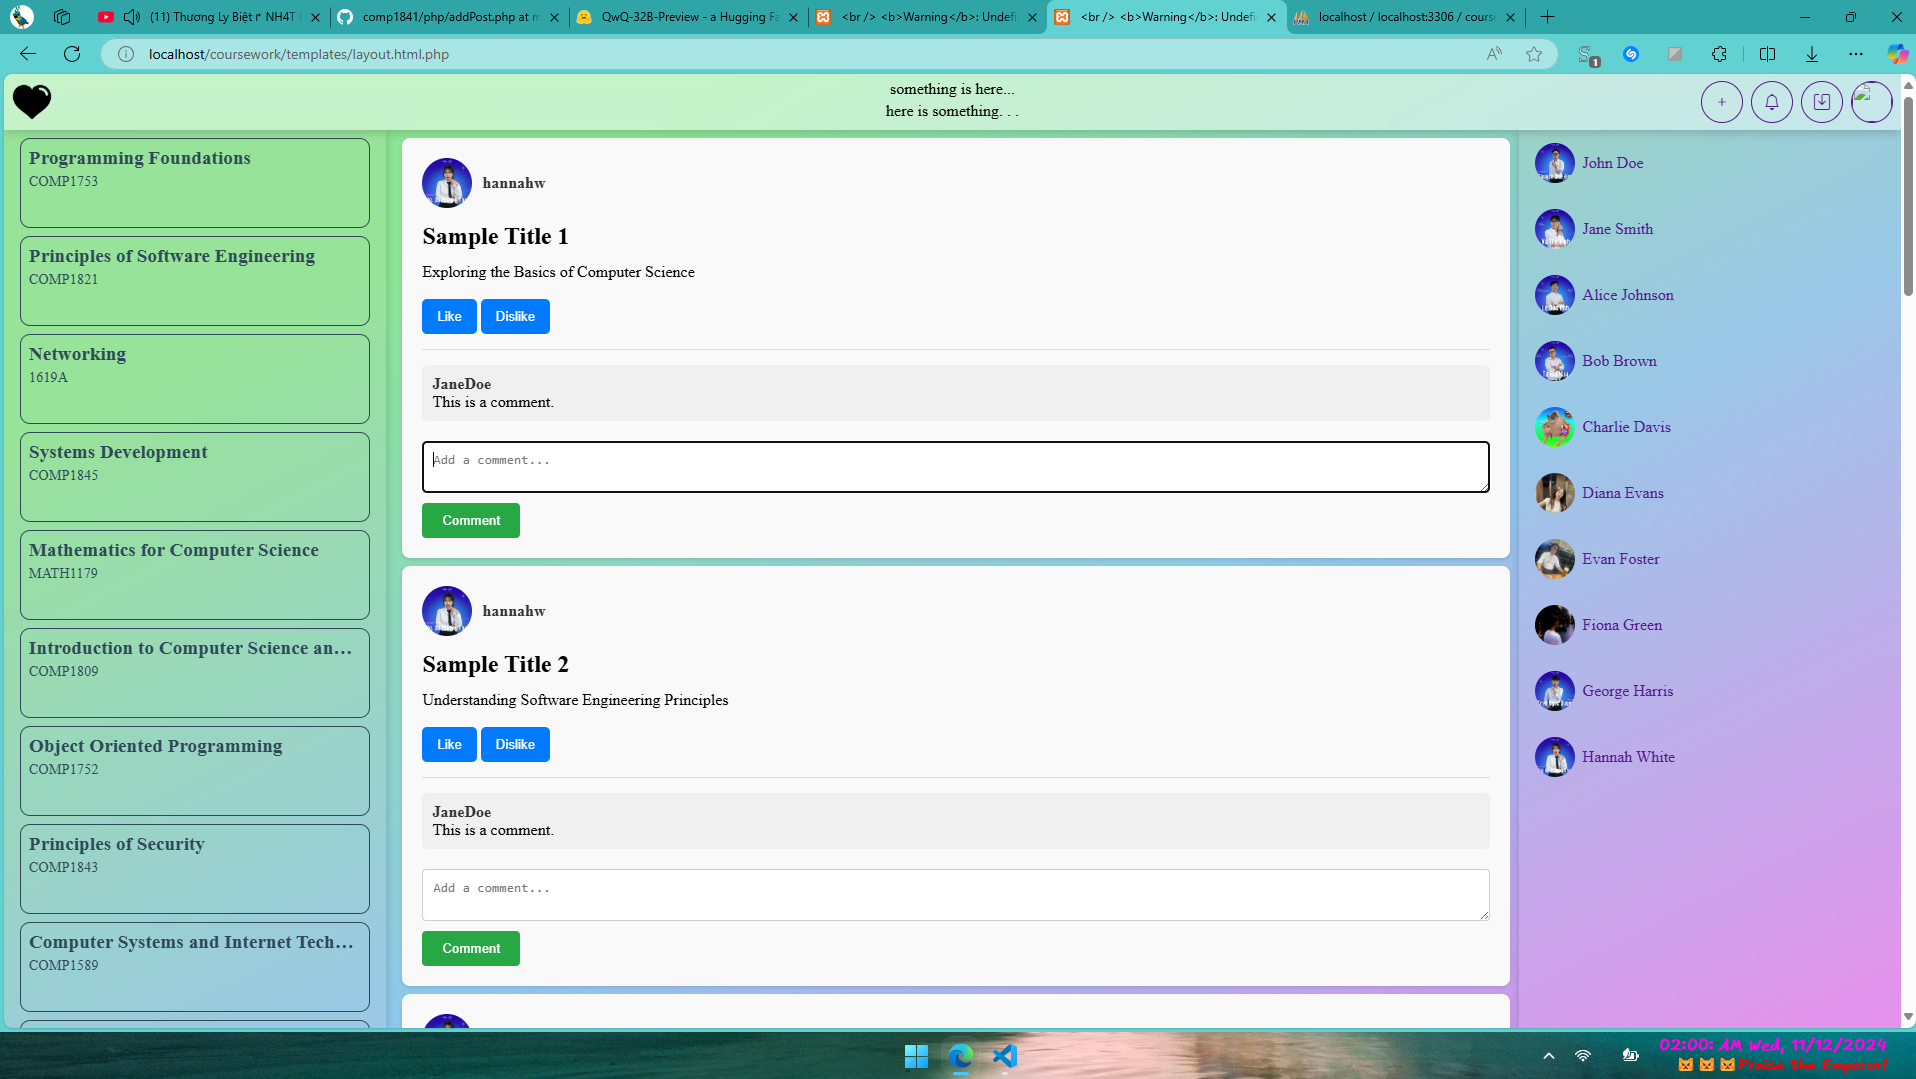 (11) Thương Ly Biệt r NH4T
comp1841/php/addPost.php at m
QwQ-32B-Preview - a Hugging Fa
<br /> <b>Warning</b>: Undefi
<br /> <b>Warning</b>: Undefi
localhost / localhost:3306 / cours
localhost/coursework/templates/layout.html.php
1
something is here...
here is something. . .
Programming Foundations
COMP1753
Principles of Software Engineering
COMP1821
Networking
1619A
Systems Development
COMP1845
Mathematics for Computer Science
MATH1179
Introduction to Computer Science an...
COMP1809
Object Oriented Programming
COMP1752
Principles of Security
COMP1843
Computer Systems and Internet Tech...
COMP1589
hannahw
Sample Title 1
Exploring the Basics of Computer Science
Like Dislike
JaneDoe
This is a comment.
Add a comment...
Comment
hannahw
Sample Title 2
Understanding Software Engineering Principles
Like Dislike
JaneDoe
This is a comment.
Add a comment...
Comment
John Doe
Jane Smith
Alice Johnson
Bob Brown
Charlie Davis
Diana Evans
Evan Foster
Fiona Green
George Harris
Hannah White
02:00: AM Wed, 11/12/2024
Praise the Emperor!